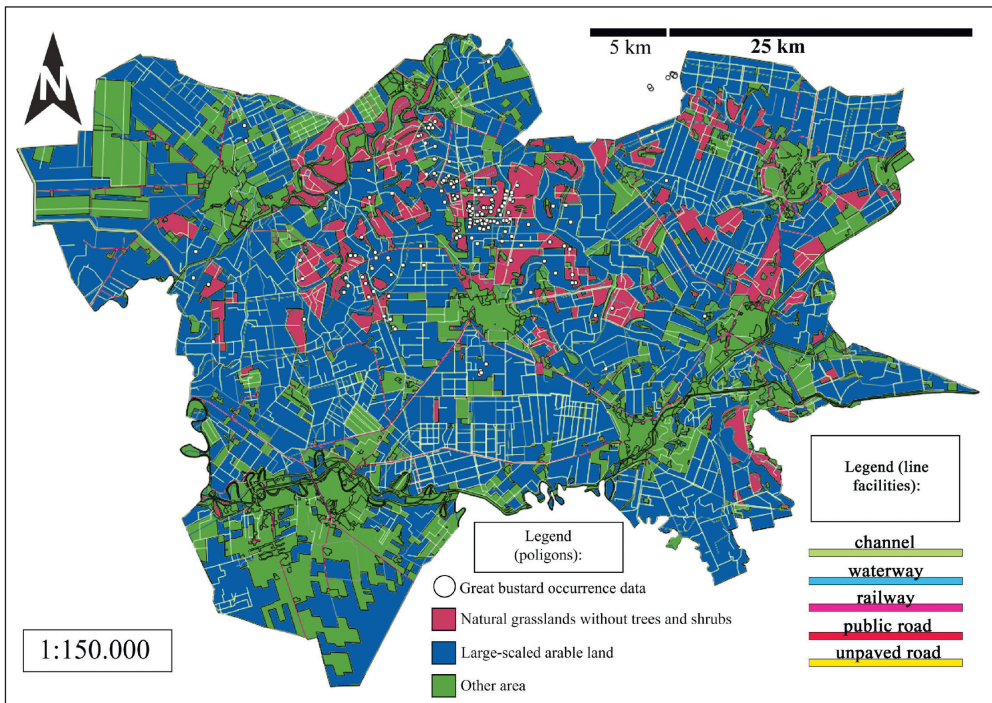 N
5 km
25 km
Legend (line
facilities):
channel
waterway
railway
public road
unpaved road
Legend
(poligons):
Great bustard occurrence data
Natural grasslands without trees and shrubs
Large-scaled arable land
Other area
1:150.000